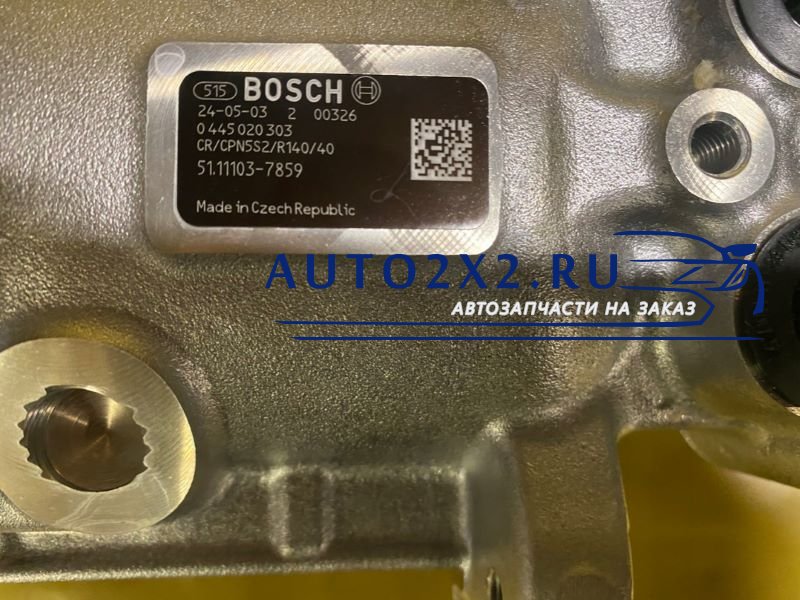 515 BOSCH
24-05-03 2 00326
0 445 020 303
CR/CPN5S2/R140/40
51.11103-7859
Made in Czech Republic
AUTO2X2.RU
АВТОЗАПЧАСТИ НА ЗАКАЗ